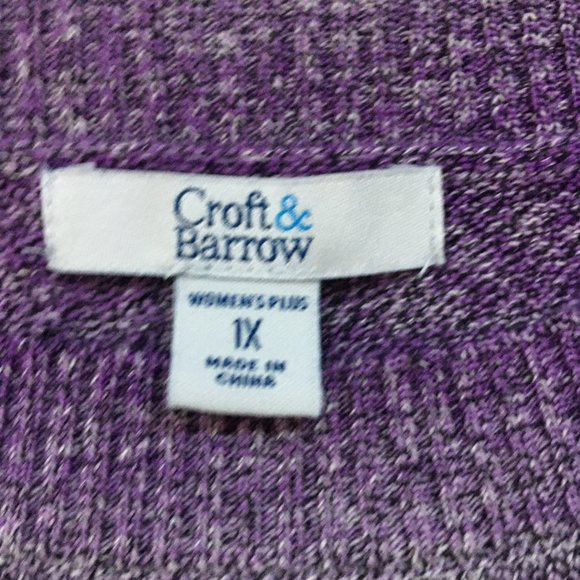 Croft&
Barrow
WOMEN'S PLUS
1X
MADE IN
CHINA